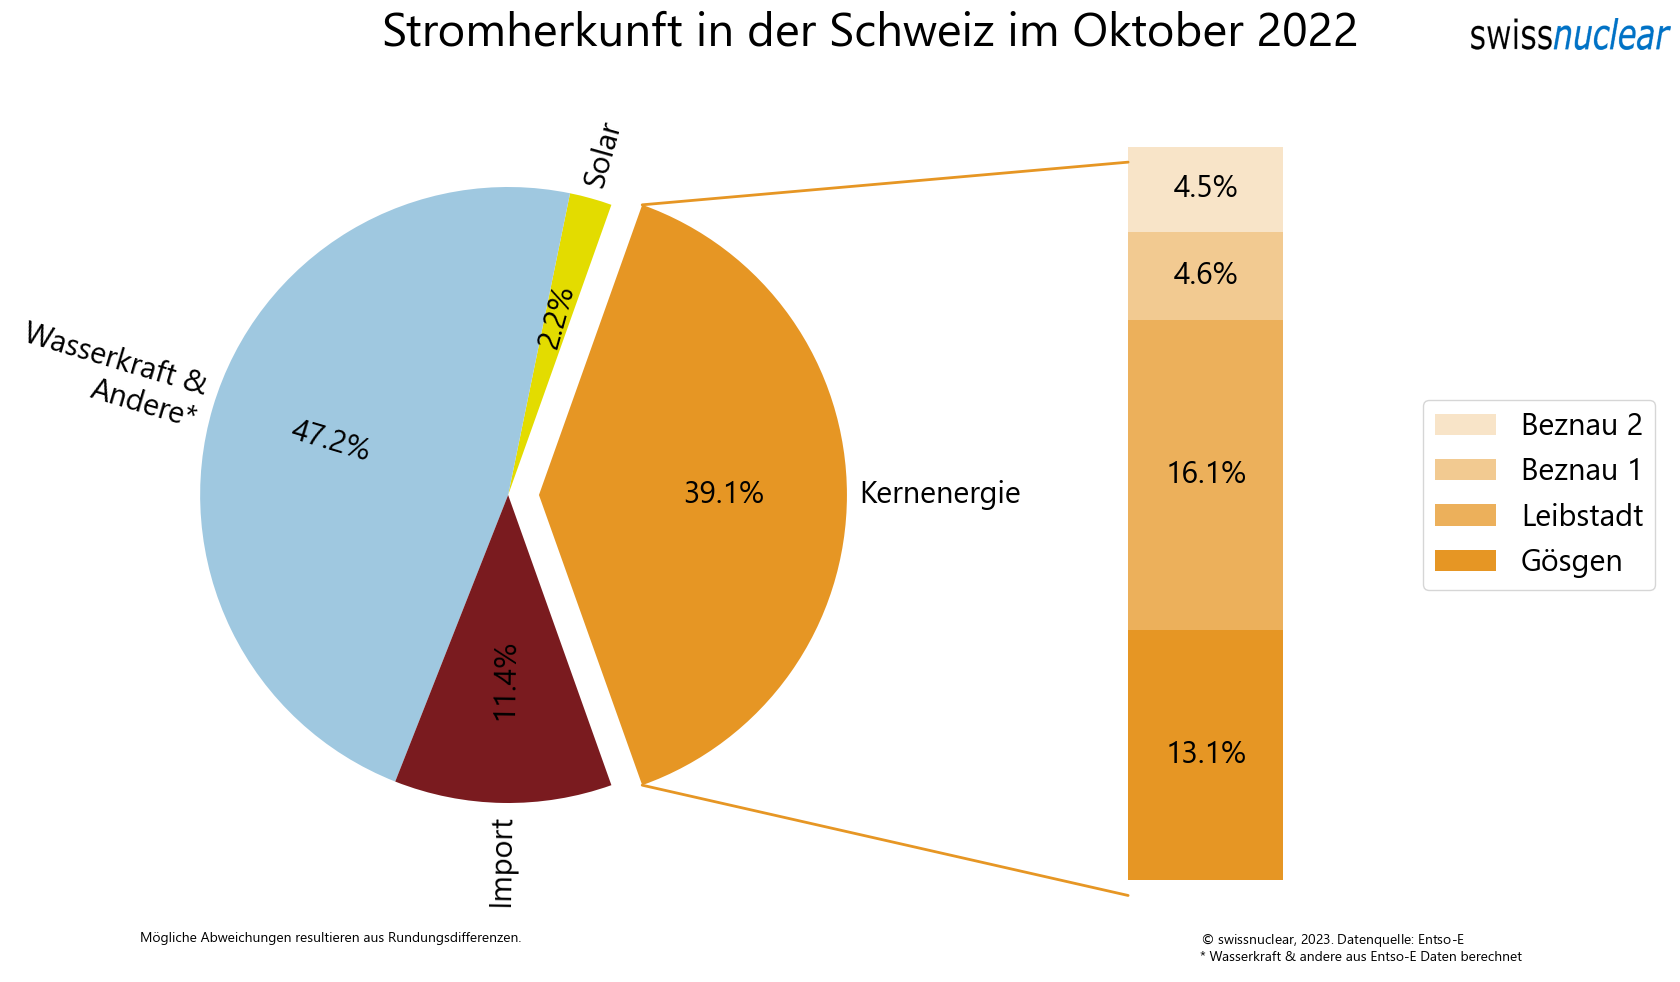 Stromherkunft in der Schweiz im Oktober 2022
swissnuclear
Solar
2.2%
Wasserkraft &
Andere*
47.2%
39.1%
Kernenergie
11.4%
Import
4.5%
4.6%
16.1%
13.1%
Beznau 2
Beznau 1
Leibstadt
Gösgen
Mögliche Abweichungen resultieren aus Rundungsdifferenzen.
© swissnuclear, 2023. Datenquelle: Entso-E
* Wasserkraft & andere aus Entso-E Daten berechnet